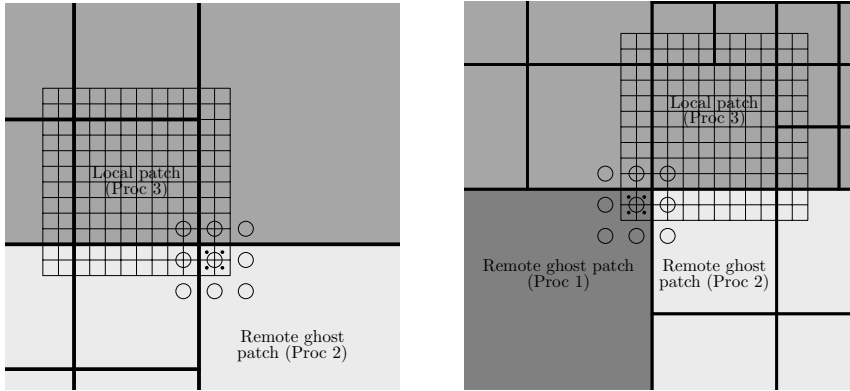 Local patch
(Proc 3)
Remote ghost
patch (Proc 2)
Local patch
(Proc 3)
Remote ghost patch
(Proc 1)
Remote ghost
patch (Proc 2)